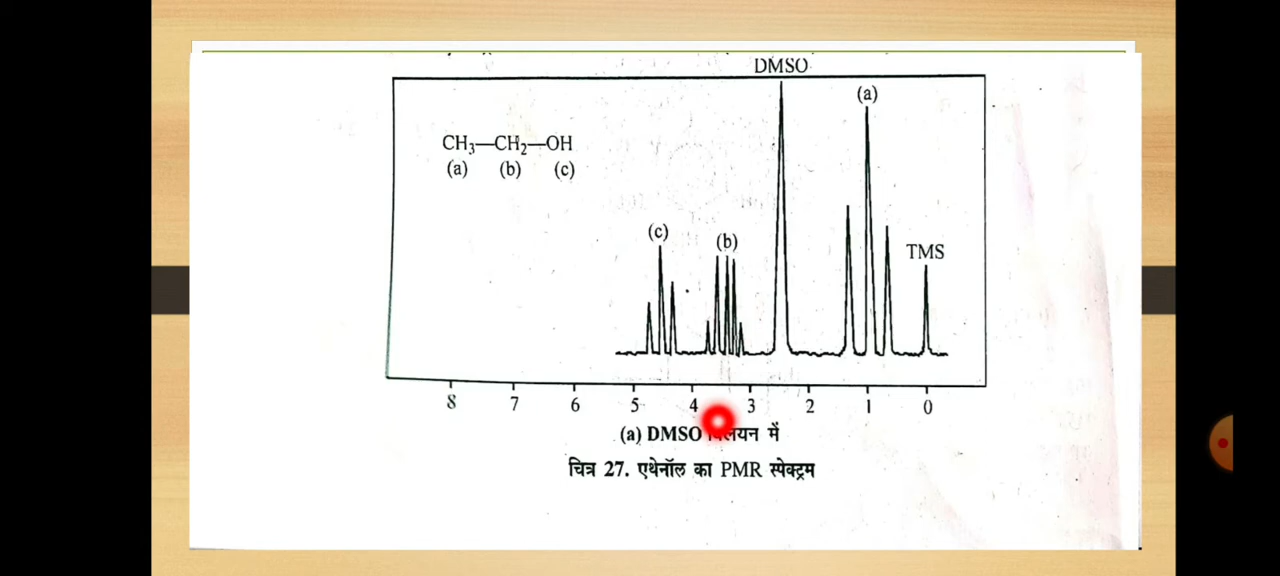 DMSO
(a)
CH₃—CH₂—OH
(a) (b) (c)
(c)
(b)
TMS
8 7 6 5 4 3 2 1 0
(a) DMSO में
चित्र 27. एथेनॉल का PMR स्पेक्ट्रम